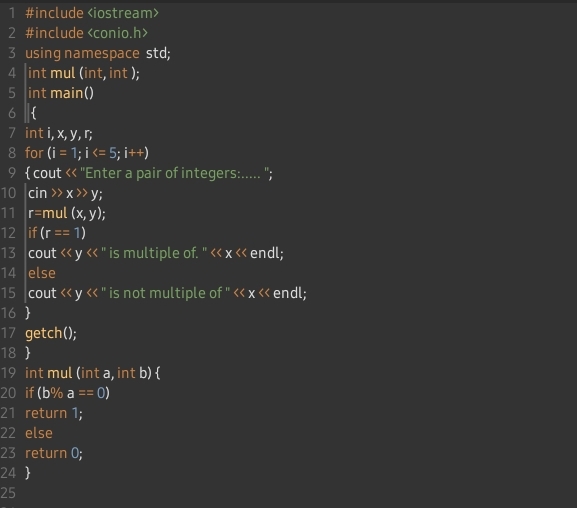 1 #include <iostream>
2 #include <conio.h>
3 using namespace std;
4 int mul (int, int );
5 int main()
6 {
7 int i, x, y, r;
8 for (i = 1; i <= 5; i++)
9 { cout << "Enter a pair of integers:..... ";
10 cin >> x >> y;
11 r=mul (x, y);
12 if (r == 1)
13 cout << y << " is multiple of. " << x << endl;
14 else
15 cout << y << " is not multiple of " << x << endl;
16 }
17 getch();
18 }
19 int mul (int a, int b) {
20 if (b% a == 0)
21 return 1;
22 else
23 return 0;
24 }
25